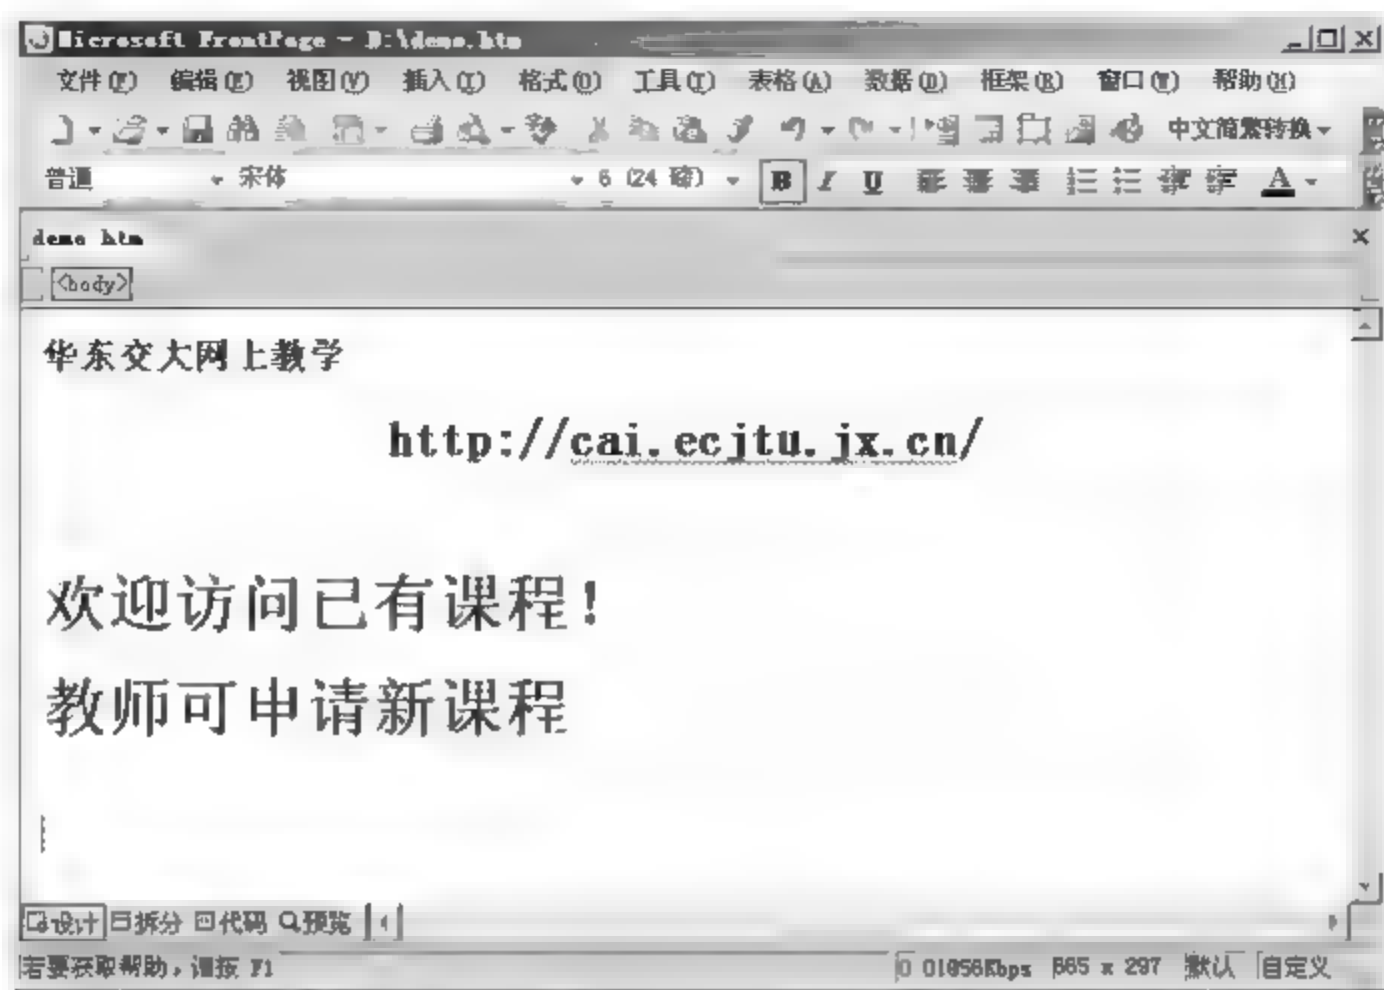 Microsoft FrontPage - D:\demo.htm
文件(F) 编辑(E) 视图(V) 插入(I) 格式(O) 工具(T) 表格(A) 数据(D) 框架(R) 窗口(W) 帮助(H)
中文简繁转换
普通 宋体 6 (24 磅) B I U A
demo htm
<body>
华东交大网上教学
http://cai.ecjtu.jx.cn/
欢迎访问已有课程!
教师可申请新课程
设计 拆分 代码 预览
若要获取帮助,请按 F1 0 01056Kbps 665 x 297 默认 自定义